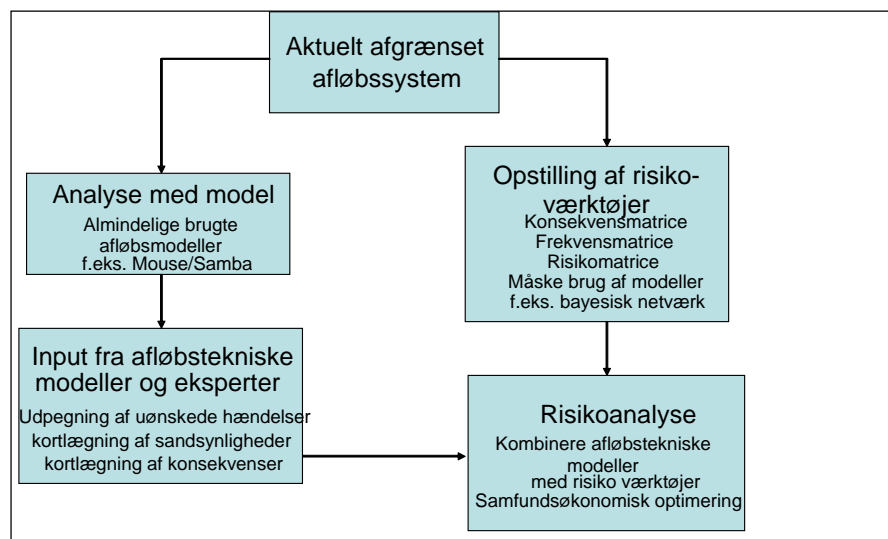 Aktuelt afgrænset
afløbssystem
Analyse med model
Almindelige brugte
afløbsmodeller
f.eks. Mouse/Samba
Opstilling af risiko-
værktøjer
Konsekvensmatrice
Frekvensmatrice
Risikomatrice
Måske brug af modeller
f.eks. bayesisk netværk
Input fra afløbstekniske
modeller og eksperter
Udpegning af uønskede hændelser
kortlægning af sandsynligheder
kortlægning af konsekvenser
Risikoanalyse
Kombinere afløbstekniske
modeller
med risiko værktøjer
Samfundsøkonomisk optimering